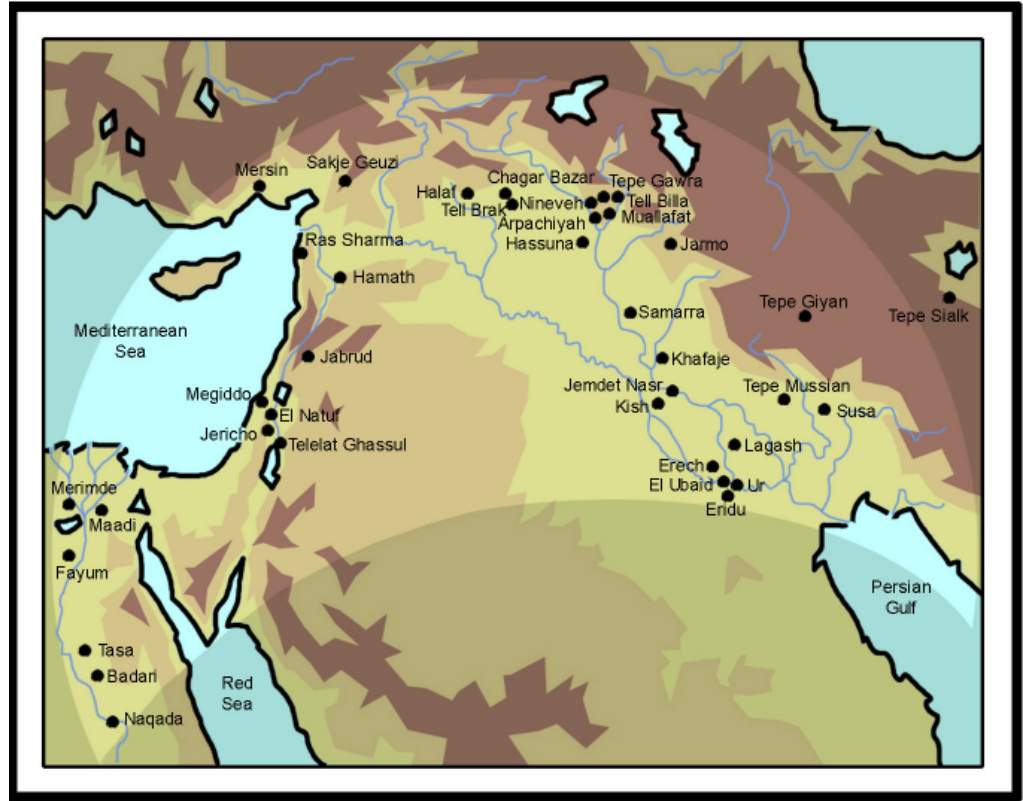 Sakje Geuzi
Mersin
Chagar Bazar
Tepe Gawra
Halaf
Nineveh
Tell Billa
Tell Brak
Muallafat
Arpachiyah
Hassuna
Jarmo
Ras Sharma
Hamath
Tepe Giyan
Samarra
Tepe Sialk
Mediterranean
Sea
Jabrud
Khafaje
Jemdet Nasr
Tepe Mussian
Megiddo
Kish
Susa
El Natuf
Jericho
Telelat Ghassul
Lagash
Erech
El Ubaid
Ur
Eridu
Merimde
Maadi
Fayum
Persian
Gulf
Tasa
Badari
Red
Sea
Naqada